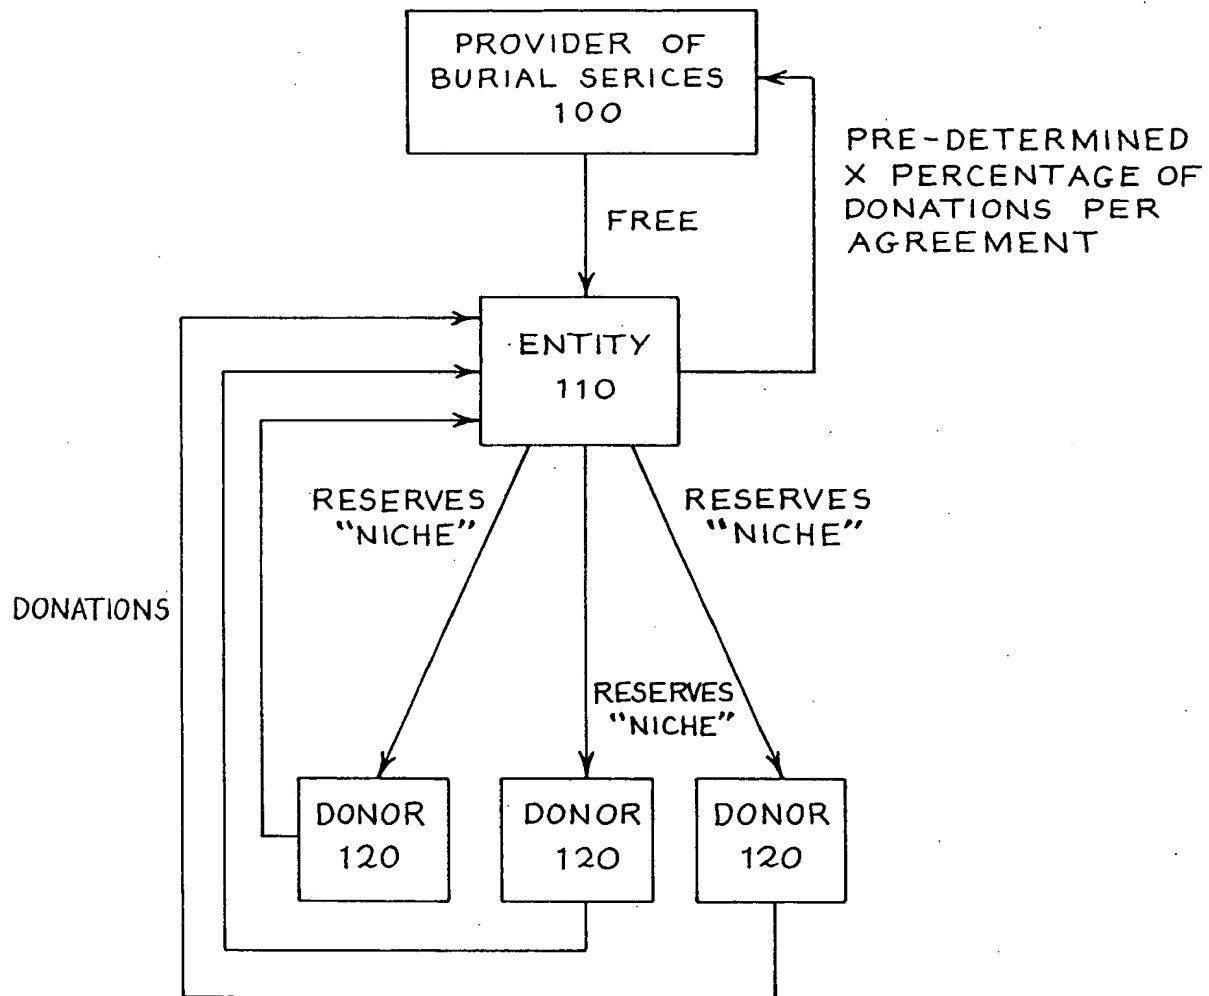 PROVIDER OF
BURIAL SERICES
100
PRE-DETERMINED
X PERCENTAGE OF
DONATIONS PER
AGREEMENT
FREE
ENTITY
110
RESERVES
"NICHE"
RESERVES
"NICHE"
DONATIONS
RESERVES
"NICHE"
DONOR
120
DONOR
120
DONOR
120